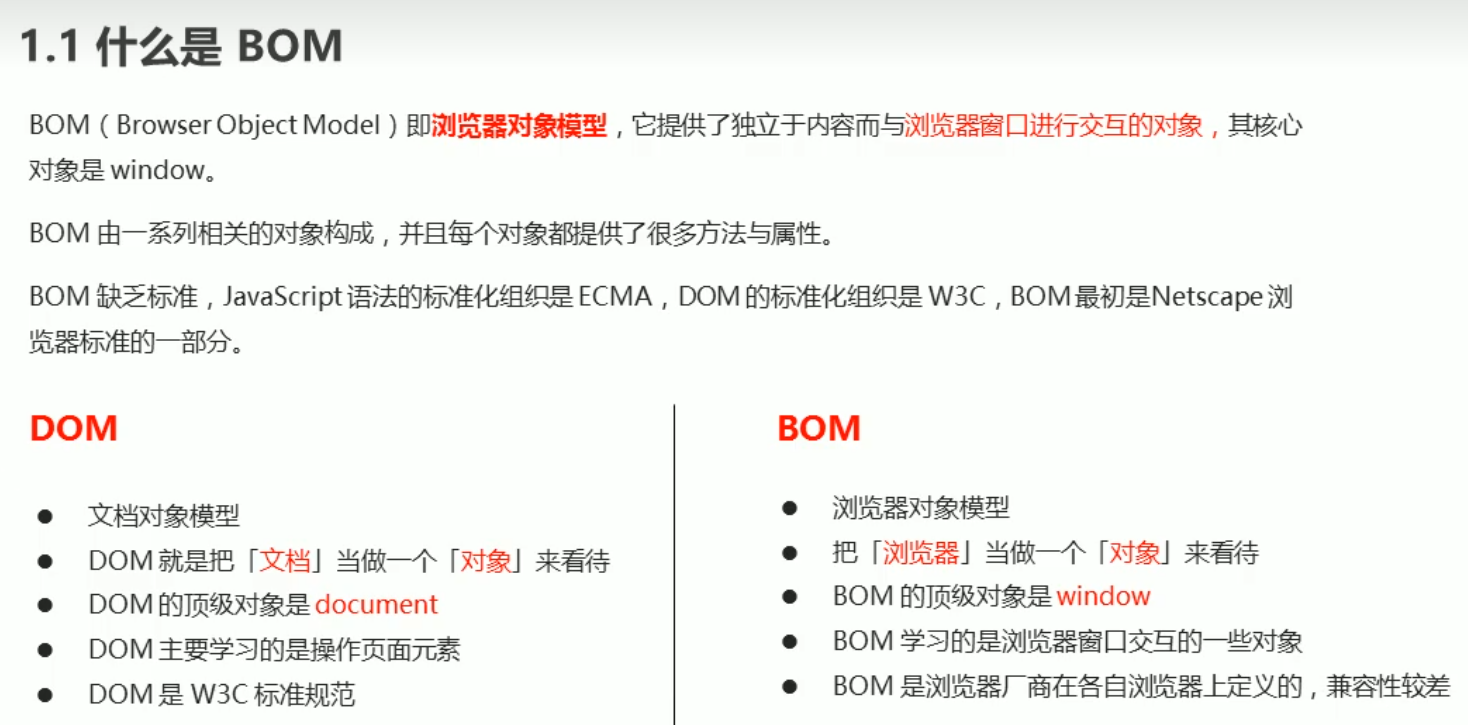 1.1 什么是 BOM
BOM（Browser Object Model）即浏览器对象模型，它提供了独立于内容而与浏览器窗口进行交互的对象，其核心
对象是 window。
BOM 由一系列相关的对象构成，并且每个对象都提供了很多方法与属性。
BOM 缺乏标准，JavaScript 语法的标准化组织是 ECMA，DOM 的标准化组织是 W3C，BOM 最初是Netscape 浏
览器标准的一部分。
DOM
● 文档对象模型
● DOM 就是把「文档」当做一个「对象」来看待
● DOM 的顶级对象是 document
● DOM 主要学习的是操作页面元素
● DOM 是 W3C 标准规范
BOM
● 浏览器对象模型
● 把「浏览器」当做一个「对象」来看待
● BOM 的顶级对象是 window
● BOM 学习的是浏览器窗口交互的一些对象
● BOM 是浏览器厂商在各自浏览器上定义的，兼容性较差